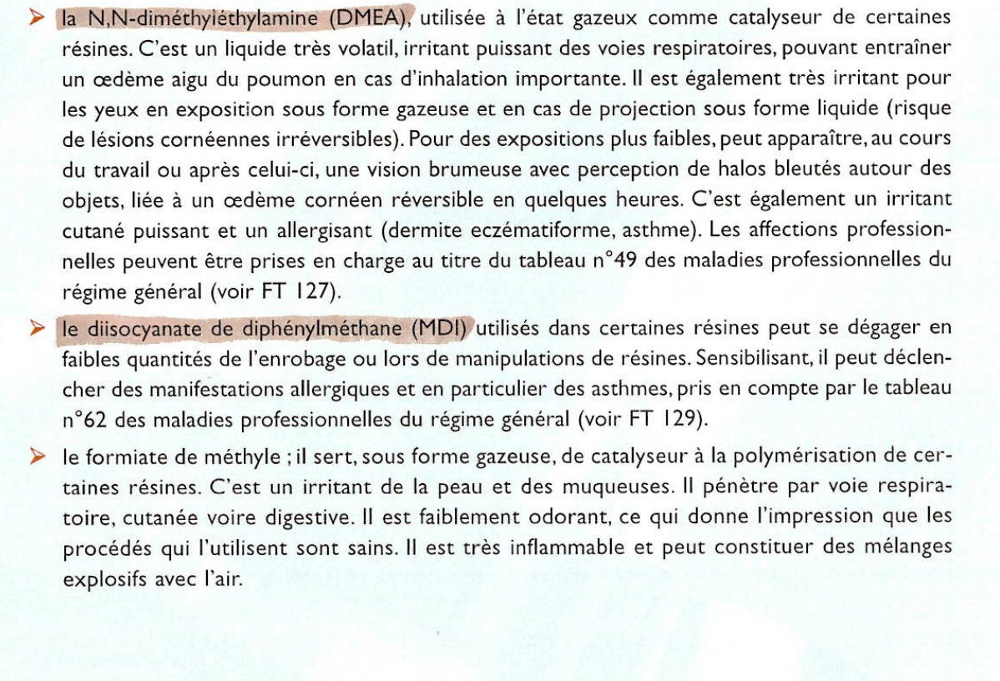 ➤ la N,N-diméthyléthylamine (DMEA), utilisée à l'état gazeux comme catalyseur de certaines
résines. C'est un liquide très volatil, irritant puissant des voies respiratoires, pouvant entraîner
un œdème aigu du poumon en cas d'inhalation importante. Il est également très irritant pour
les yeux en exposition sous forme gazeuse et en cas de projection sous forme liquide (risque
de lésions cornéennes irréversibles). Pour des expositions plus faibles, peut apparaître, au cours
du travail ou après celui-ci, une vision brumeuse avec perception de halos bleutés autour des
objets, liée à un œdème cornéen réversible en quelques heures. C'est également un irritant
cutané puissant et un allergisant (dermite eczématiforme, asthme). Les affections profession-
nelles peuvent être prises en charge au titre du tableau n°49 des maladies professionnelles du
régime général (voir FT 127).
➤ le diisocyanate de diphénylméthane (MDI) utilisés dans certaines résines peut se dégager en
faibles quantités de l'enrobage ou lors de manipulations de résines. Sensibilisant, il peut déclen-
cher des manifestations allergiques et en particulier des asthmes, pris en compte par le tableau
n°62 des maladies professionnelles du régime général (voir FT 129).
➤ le formiate de méthyle ; il sert, sous forme gazeuse, de catalyseur à la polymérisation de cer-
taines résines. C'est un irritant de la peau et des muqueuses. Il pénètre par voie respira-
toire, cutanée voire digestive. Il est faiblement odorant, ce qui donne l'impression que les
procédés qui l'utilisent sont sains. Il est très inflammable et peut constituer des mélanges
explosifs avec l'air.